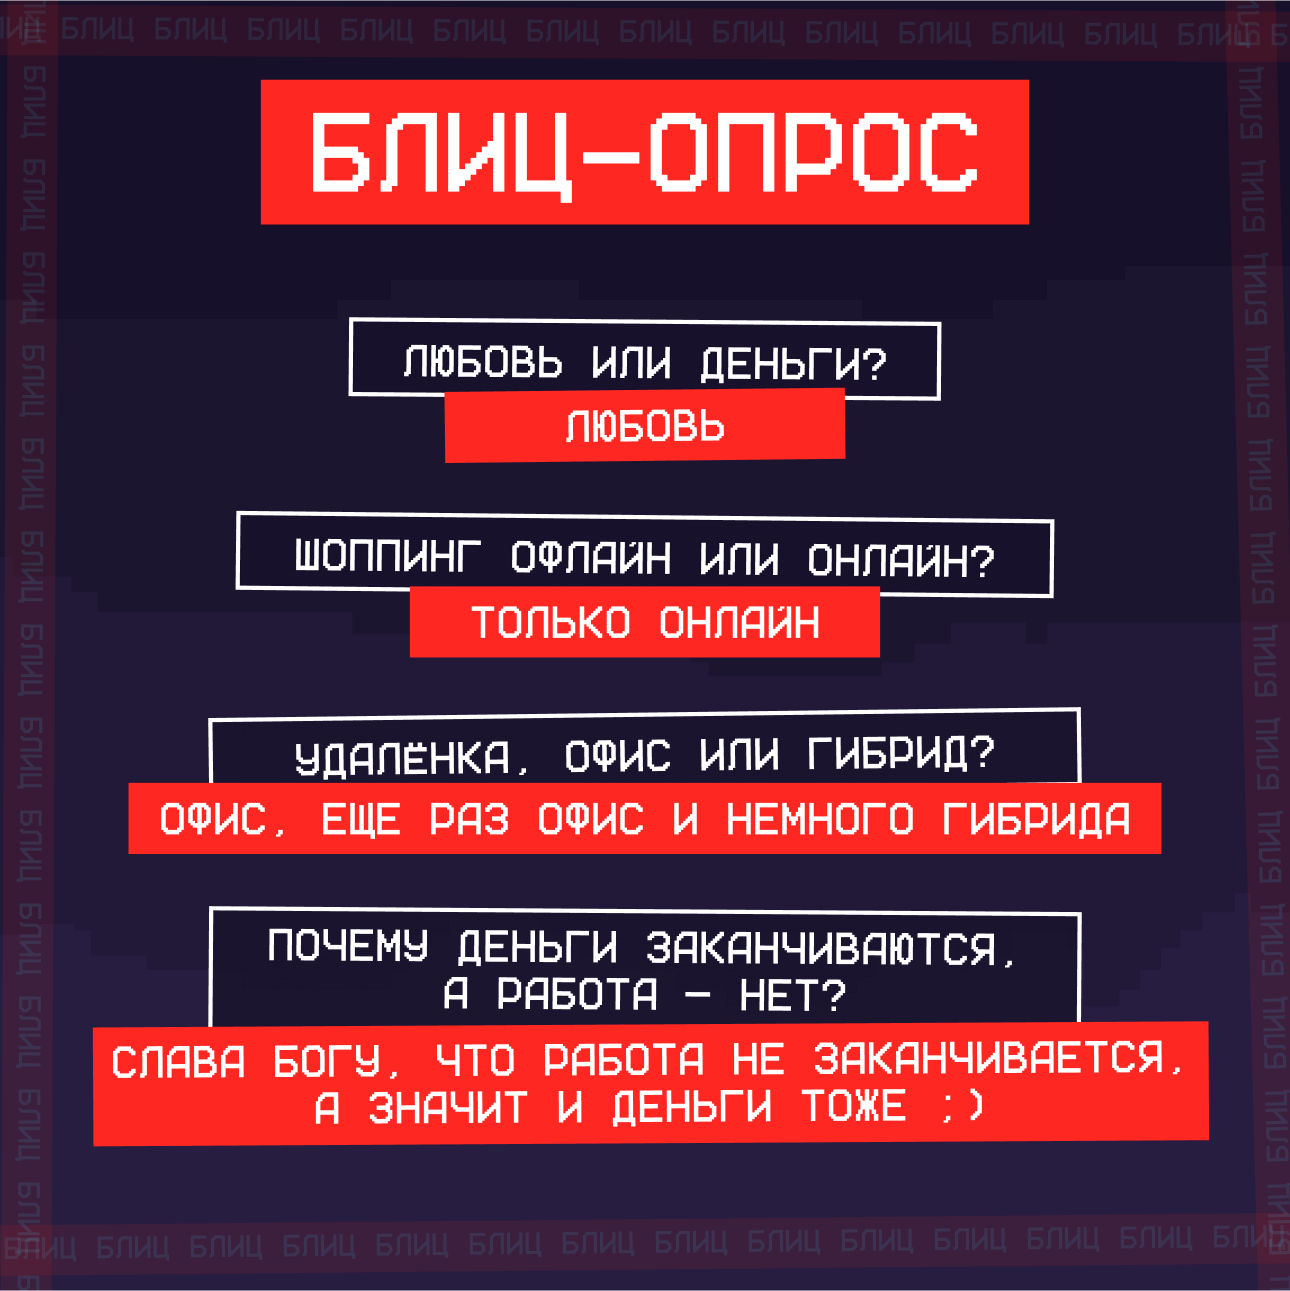 БЛИЦ БЛИЦ БЛИЦ БЛИЦ БЛИЦ БЛИЦ БЛИЦ БЛИЦ БЛИЦ БЛИЦ БЛИЦ БЛИЦ
БЛИЦ-ОПРОС
ЛЮБОВЬ ИЛИ ДЕНЬГИ?
ЛЮБОВЬ
ШОППИНГ ОФЛАЙН ИЛИ ОНЛАЙН?
ТОЛЬКО ОНЛАЙН
УДАЛЁНКА, ОФИС ИЛИ ГИБРИД?
ОФИС, ЕЩЕ РАЗ ОФИС И НЕМНОГО ГИБРИДА
ПОЧЕМУ ДЕНЬГИ ЗАКАНЧИВАЮТСЯ,
А РАБОТА – НЕТ?
СЛАВА БОГУ, ЧТО РАБОТА НЕ ЗАКАНЧИВАЕТСЯ,
А ЗНАЧИТ И ДЕНЬГИ ТОЖЕ ;)
БЛИЦ БЛИЦ БЛИЦ БЛИЦ БЛИЦ БЛИЦ БЛИЦ БЛИЦ БЛИЦ БЛИЦ БЛИЦ БЛИЦ БЛИЦ